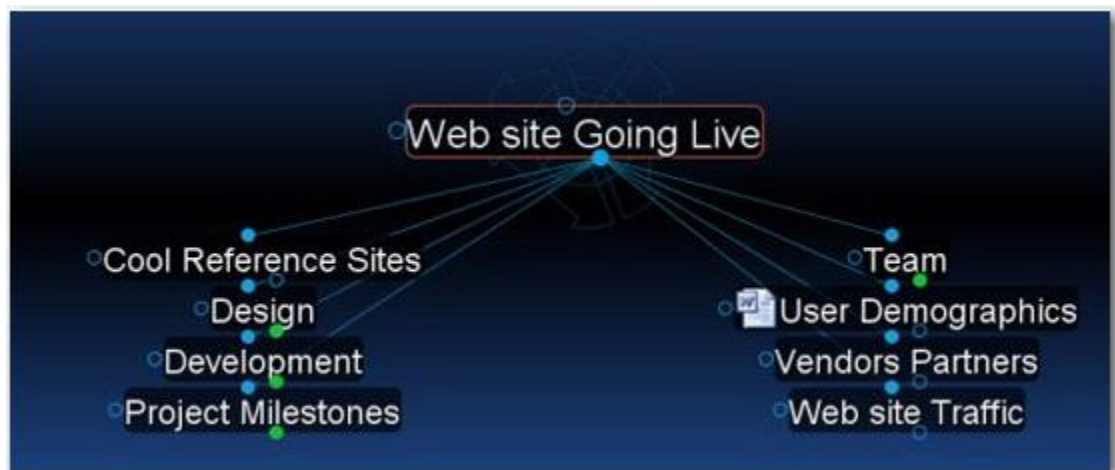 Web site Going Live
Cool Reference Sites
Design
Development
Project Milestones
Team
User Demographics
Vendors Partners
Web site Traffic